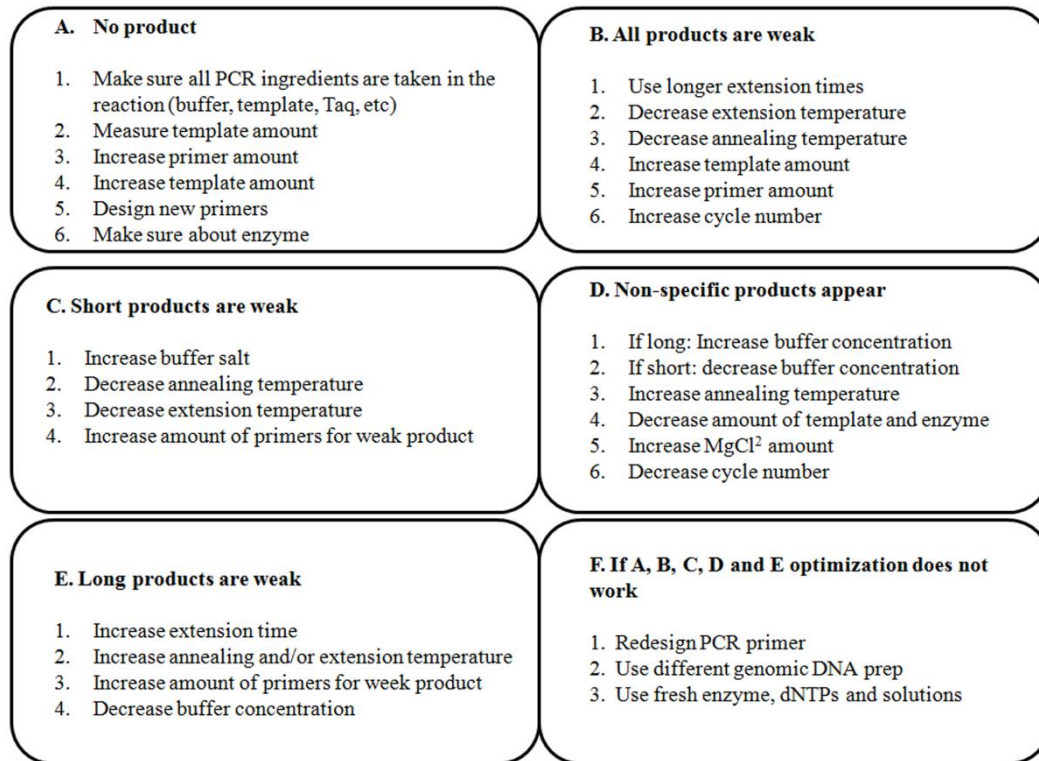 A. No product
1. Make sure all PCR ingredients are taken in the
reaction (buffer, template, Taq, etc)
2. Measure template amount
3. Increase primer amount
4. Increase template amount
5. Design new primers
6. Make sure about enzyme
B. All products are weak
1. Use longer extension times
2. Decrease extension temperature
3. Decrease annealing temperature
4. Increase template amount
5. Increase primer amount
6. Increase cycle number
C. Short products are weak
1. Increase buffer salt
2. Decrease annealing temperature
3. Decrease extension temperature
4. Increase amount of primers for weak product
D. Non-specific products appear
1. If long: Increase buffer concentration
2. If short: decrease buffer concentration
3. Increase annealing temperature
4. Decrease amount of template and enzyme
5. Increase MgCl² amount
6. Decrease cycle number
E. Long products are weak
1. Increase extension time
2. Increase annealing and/or extension temperature
3. Increase amount of primers for week product
4. Decrease buffer concentration
F. If A, B, C, D and E optimization does not
work
1. Redesign PCR primer
2. Use different genomic DNA prep
3. Use fresh enzyme, dNTPs and solutions